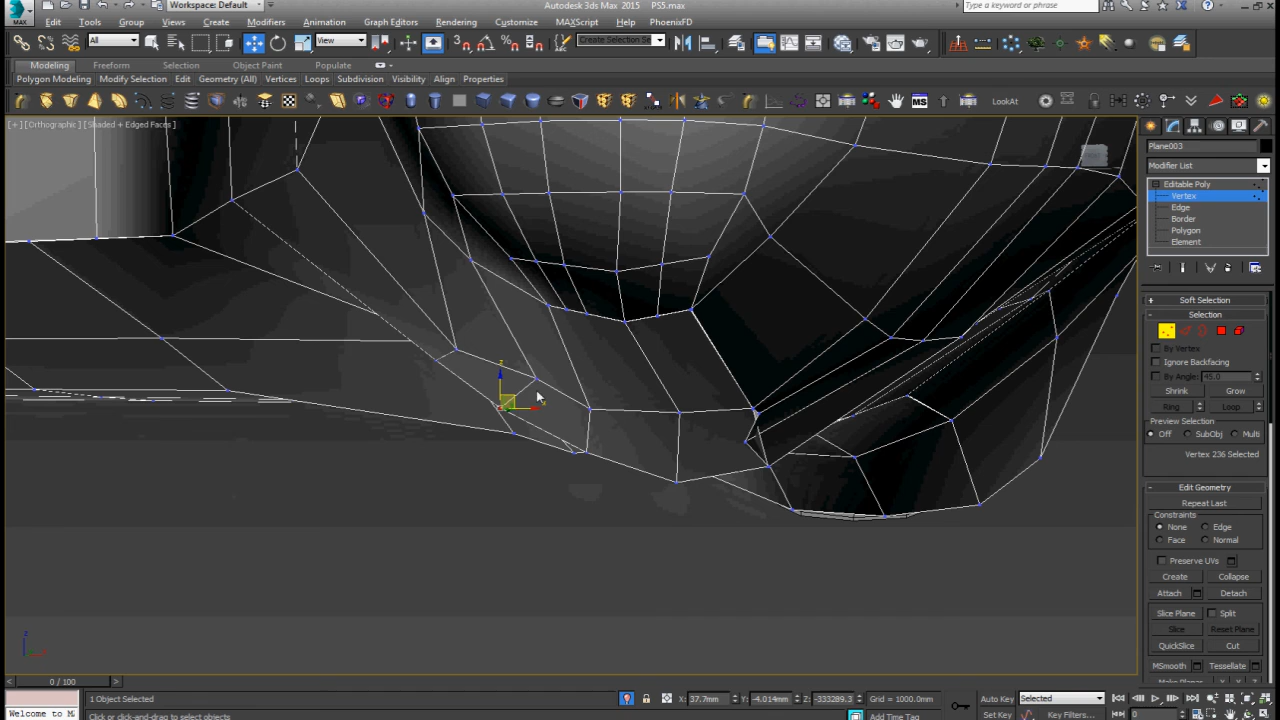 MAX
Workspace: Default
Autodesk 3ds Max 2015 PS5.max
Type a keyword or phrase
Edit Tools Group Views Create Modifiers Animation Graph Editors Rendering Customize MAXScript Help PhoenixFD
All
View
Create Selection Se
LookAt
Modeling Freeform Selection Object Paint Populate
Polygon Modeling Modify Selection Edit Geometry (All) Vertices Loops Subdivision Visibility Align Properties
[+] [Orthographic] [Shaded + Edged Faces]
Plane003
Modifier List
Editable Poly
Vertex
Edge
Border
Polygon
Element
+ Soft Selection
- Selection
By Vertex
Ignore Backfacing
By Angle: 45.0
Shrink Grow
Ring Loop
Preview Selection
Off SubObj Multi
Vertex 236 Selected
- Edit Geometry
Repeat Last
Constraints
None Edge
Face Normal
Preserve UVs
Create Collapse
Attach Detach
Slice Plane Split
Slice Reset Plane
QuickSlice Cut
MSmooth Tessellate
z
z
0 / 100
1 Object Selected
X: 37.7mm Y: -4.014mm Z: -333289.3 Grid = 1000.0mm
Auto Key Selected
Welcome to M
Click or click-and-drag to select objects
Add Time Tag
Set Key Key Filters...
0